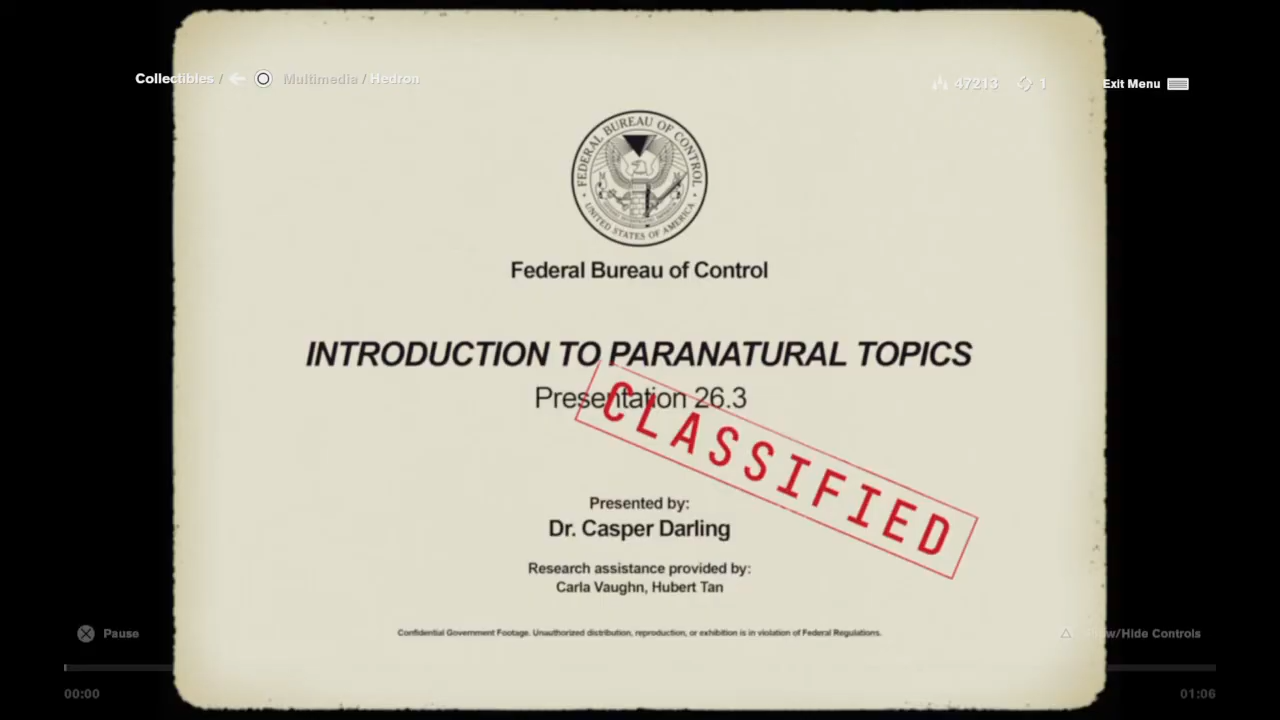 Collectibles / Multimedia / Hedron
47213 1 Exit Menu
FEDERAL BUREAU OF CONTROL
UNITED STATES OF AMERICA
Federal Bureau of Control
INTRODUCTION TO PARANATURAL TOPICS
Presentation 26.3
CLASSIFIED
Presented by:
Dr. Casper Darling
Research assistance provided by:
Carla Vaughn, Hubert Tan
Confidential Government Footage. Unauthorized distribution, reproduction, or exhibition is in violation of Federal Regulations.
Pause
Show/Hide Controls
00:00
01:06